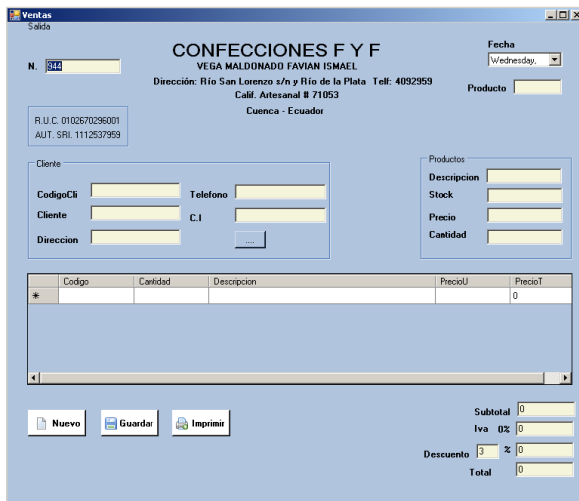 Ventas
Salida
CONFECCIONES F Y F
VEGA MALDONADO FAVIAN ISMAEL
Dirección: Río San Lorenzo s/n y Río de la Plata Telf: 4092959
Calif. Artesanal # 71053
Cuenca - Ecuador
N. 944
Fecha
Wednesday,
Producto
R.U.C. 0102670296001
AUT. SRI. 1112537959
Cliente
CodigoCli
Telefono
Cliente
C.I
Direccion
....
Productos
Descripcion
Stock
Precio
Cantidad
Codigo Cantidad Descripcion PrecioU PrecioT
* 0
Nuevo
Guardar
Imprimir
Subtotal 0
Iva 0% 0
Descuento 3 % 0
Total 0